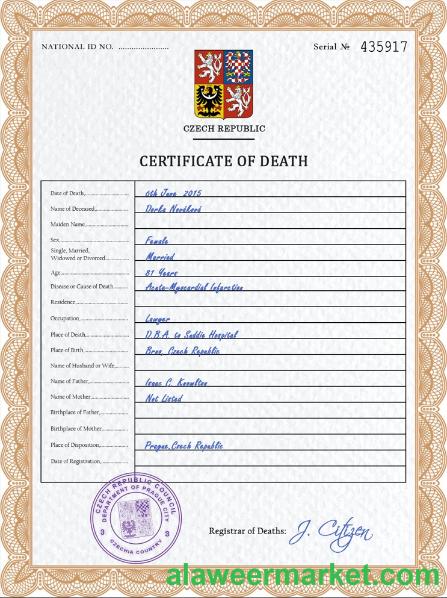 NATIONAL ID NO. ........................
Serial № 435917
CZECH REPUBLIC
CERTIFICATE OF DEATH
Date of Death, 6th June 2015
Name of Deceased, Dorka Nováková
Maiden Name
Sex, Female
Single, Married,
Widowed or Divorced, Married
Age, 81 Years
Disease or Cause of Death, Acute-Myocardial Infarction
Residence
Occupation, Lawyer
Place of Death, D.B.A. to Saddie Hospital
Place of Birth, Brno, Czech Republic
Name of Husband or Wife,
Name of Father, Isaac C. Knowlton
Name of Mother, Not Listed
Birthplace of Father,
Birthplace of Mother,
Place of Disposition, Prague,Czech Republic
Date of Registration,
CZECH REPUBLIC COUNCIL
DEPARTMENT OF PRAGUE CITY
CZECHIA COUNTRY
Registrar of Deaths: J. Citizen
alaweermarket.com